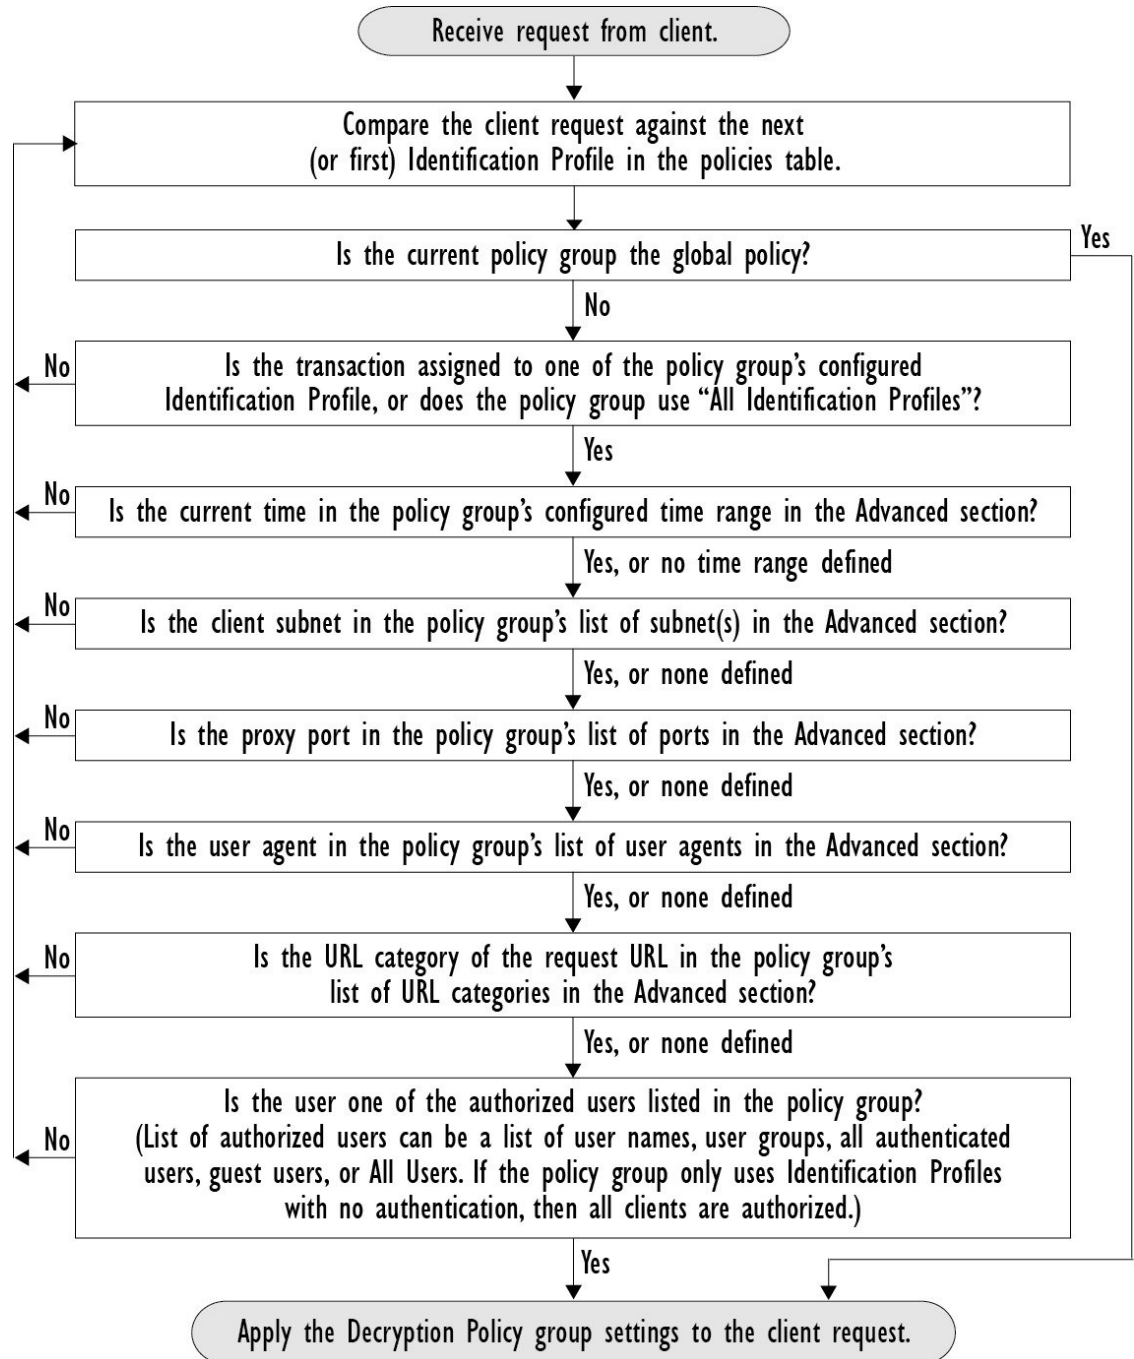 Receive request from client.
Compare the client request against the next
(or first) Identification Profile in the policies table.
Is the current policy group the global policy?
Yes
No
Is the transaction assigned to one of the policy group’s configured
Identification Profile, or does the policy group use “All Identification Profiles”?
No
Yes
Is the current time in the policy group’s configured time range in the Advanced section?
No
Yes, or no time range defined
Is the client subnet in the policy group’s list of subnet(s) in the Advanced section?
No
Yes, or none defined
Is the proxy port in the policy group’s list of ports in the Advanced section?
No
Yes, or none defined
Is the user agent in the policy group’s list of user agents in the Advanced section?
No
Yes, or none defined
Is the URL category of the request URL in the policy group’s
list of URL categories in the Advanced section?
No
Yes, or none defined
Is the user one of the authorized users listed in the policy group?
(List of authorized users can be a list of user names, user groups, all authenticated
users, guest users, or All Users. If the policy group only uses Identification Profiles
with no authentication, then all clients are authorized.)
No
Yes
Apply the Decryption Policy group settings to the client request.